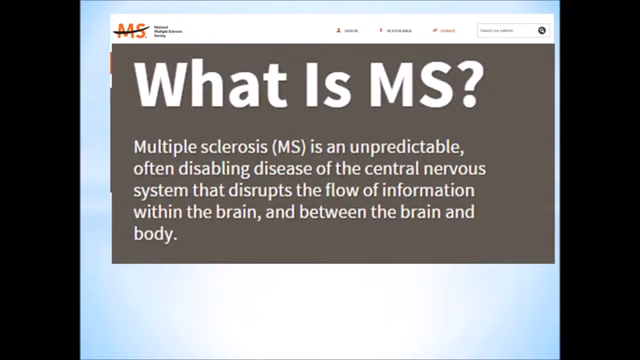 MS
National
Multiple Sclerosis
Society
SIGN IN
IN YOUR AREA
DONATE
Search our website
What Is MS?
Multiple sclerosis (MS) is an unpredictable,
often disabling disease of the central nervous
system that disrupts the flow of information
within the brain, and between the brain and
body.